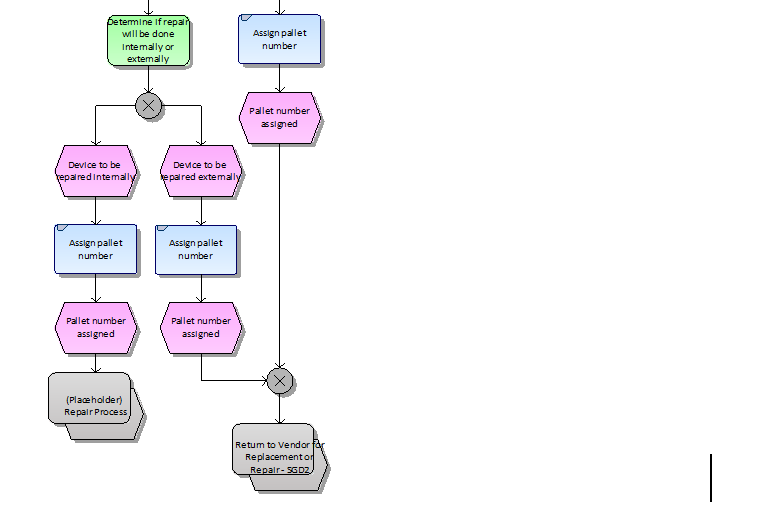 Determine if repair
will be done
internally or
externally
Assign pallet
number
Pallet number
assigned
Device to be
repaired internally
Device to be
repaired externally
Assign pallet
number
Assign pallet
number
Pallet number
assigned
Pallet number
assigned
(Placeholder)
Repair Process
Return to Vendor for
Replacement or
Repair - SGD2